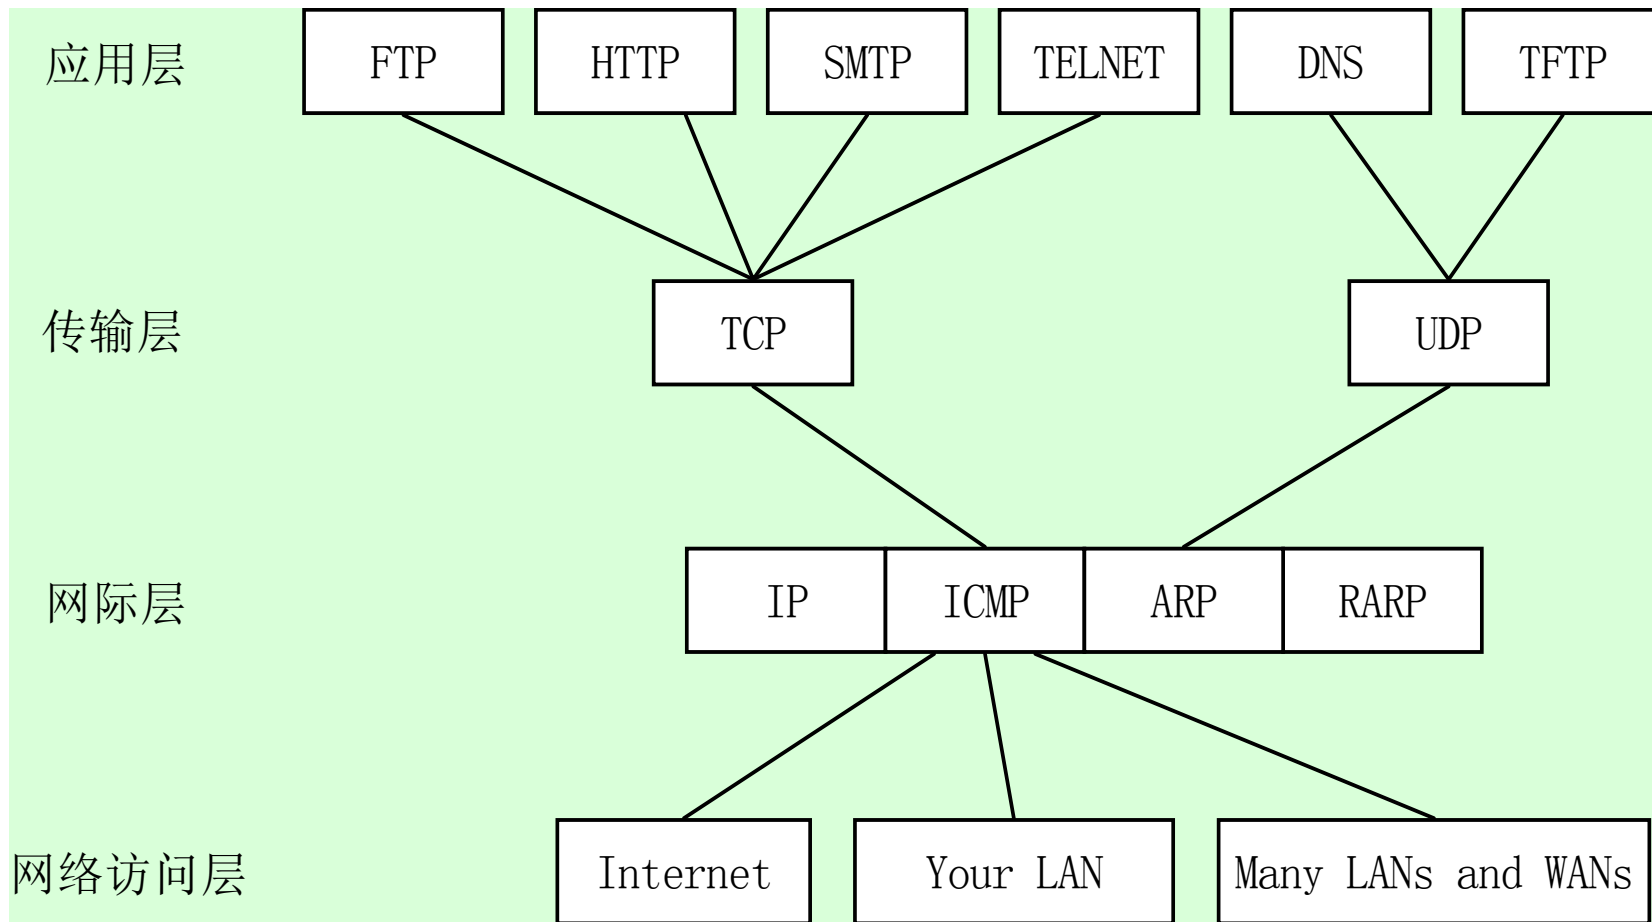 应用层 FTP HTTP SMTP TELNET DNS TFTP
传输层 TCP UDP
网际层 IP ICMP ARP RARP
网络访问层 Internet Your LAN Many LANs and WANs